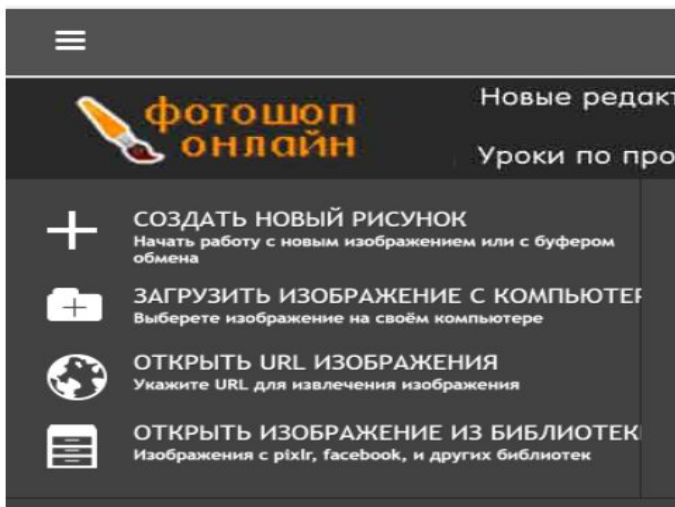 фотошоп
онлайн
Новые редакт
Уроки по про
СОЗДАТЬ НОВЫЙ РИСУНОК
Начать работу с новым изображением или с буфером
обмена
ЗАГРУЗИТЬ ИЗОБРАЖЕНИЕ С КОМПЬЮТЕР
Выберете изображение на своём компьютере
ОТКРЫТЬ URL ИЗОБРАЖЕНИЯ
Укажите URL для извлечения изображения
ОТКРЫТЬ ИЗОБРАЖЕНИЕ ИЗ БИБЛИОТЕК
Изображения с pixlr, facebook, и других библиотек